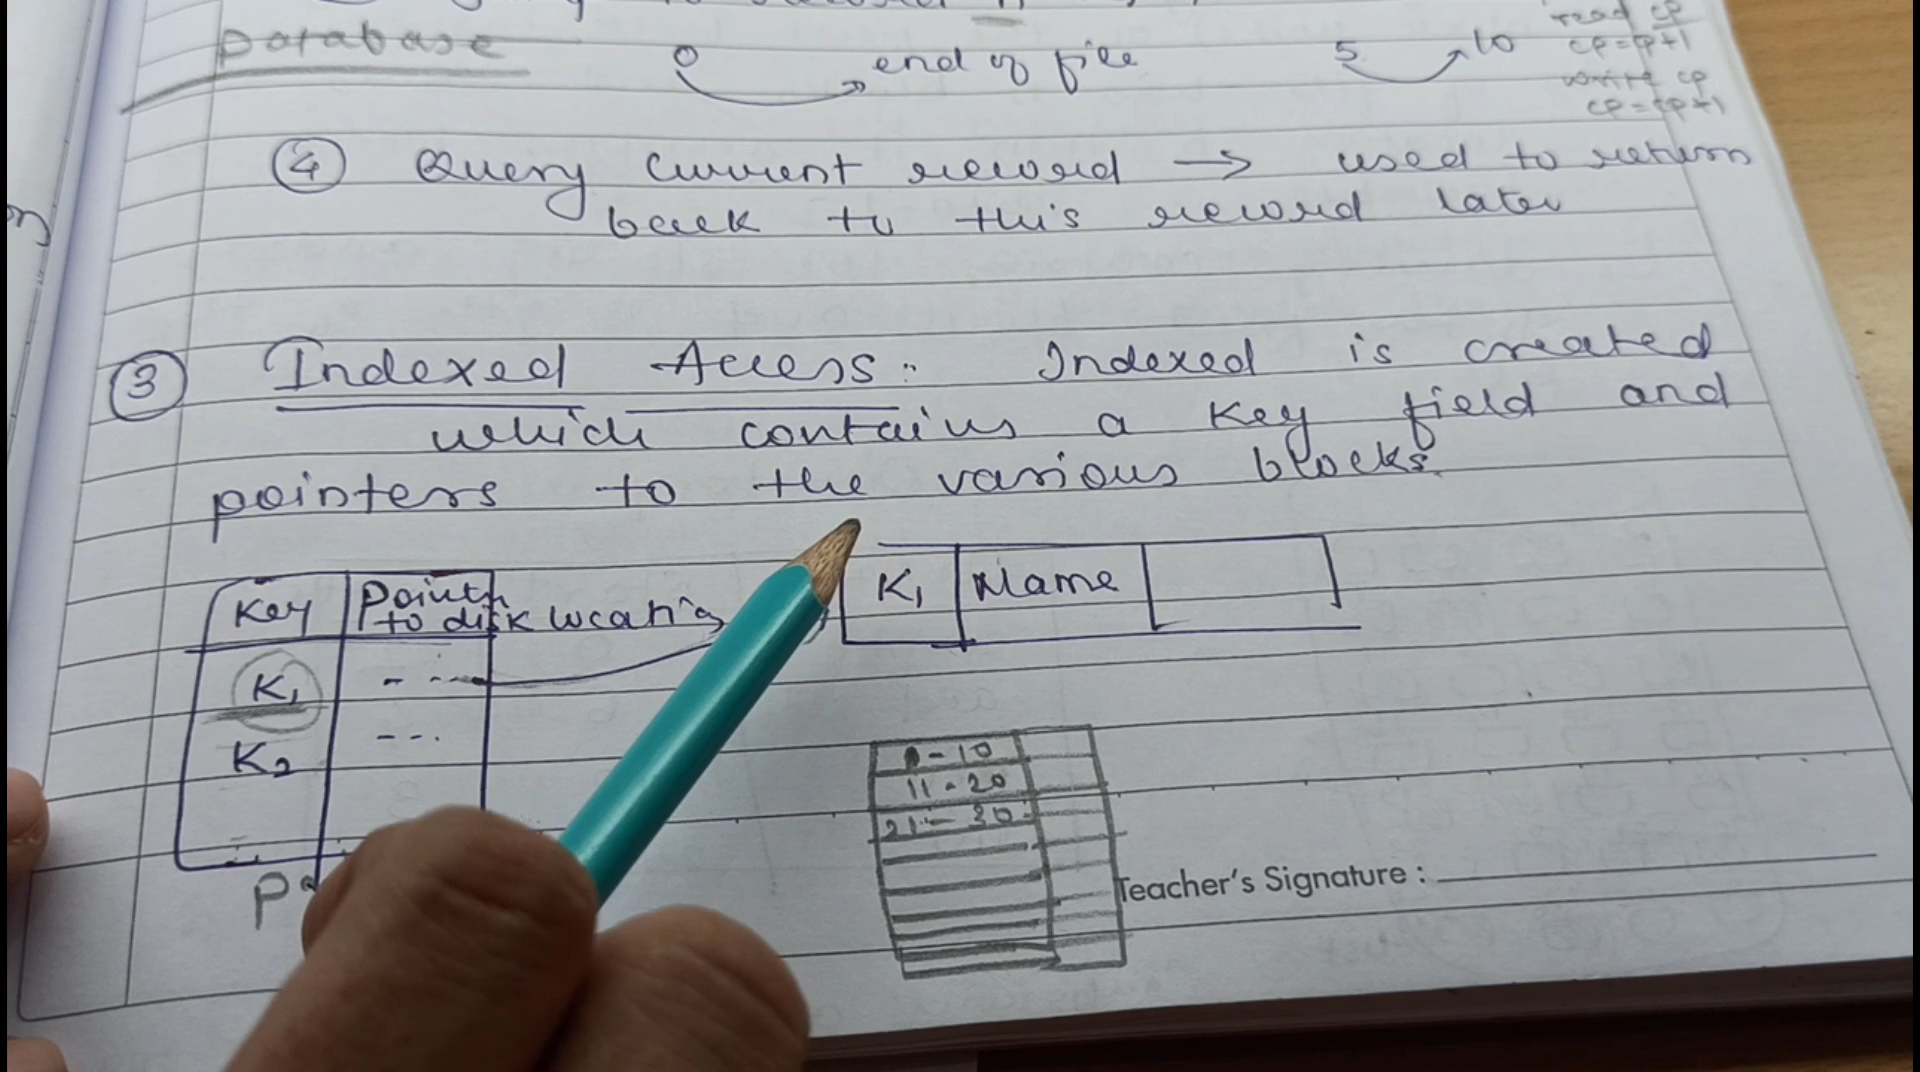 read cp
Database
0
end of file
5
10
cp=cp+1
write cp
cp=cp+1
4 Query current record → used to return
back to this record later
3 Indexed Access: Indexed is created
which contains a key field and
pointers to the various blocks.
Key
Pointer
to disk location
K1 Name
K1 - ---
K2 ---
1-10
11-20
21-30
Teacher's Signature :